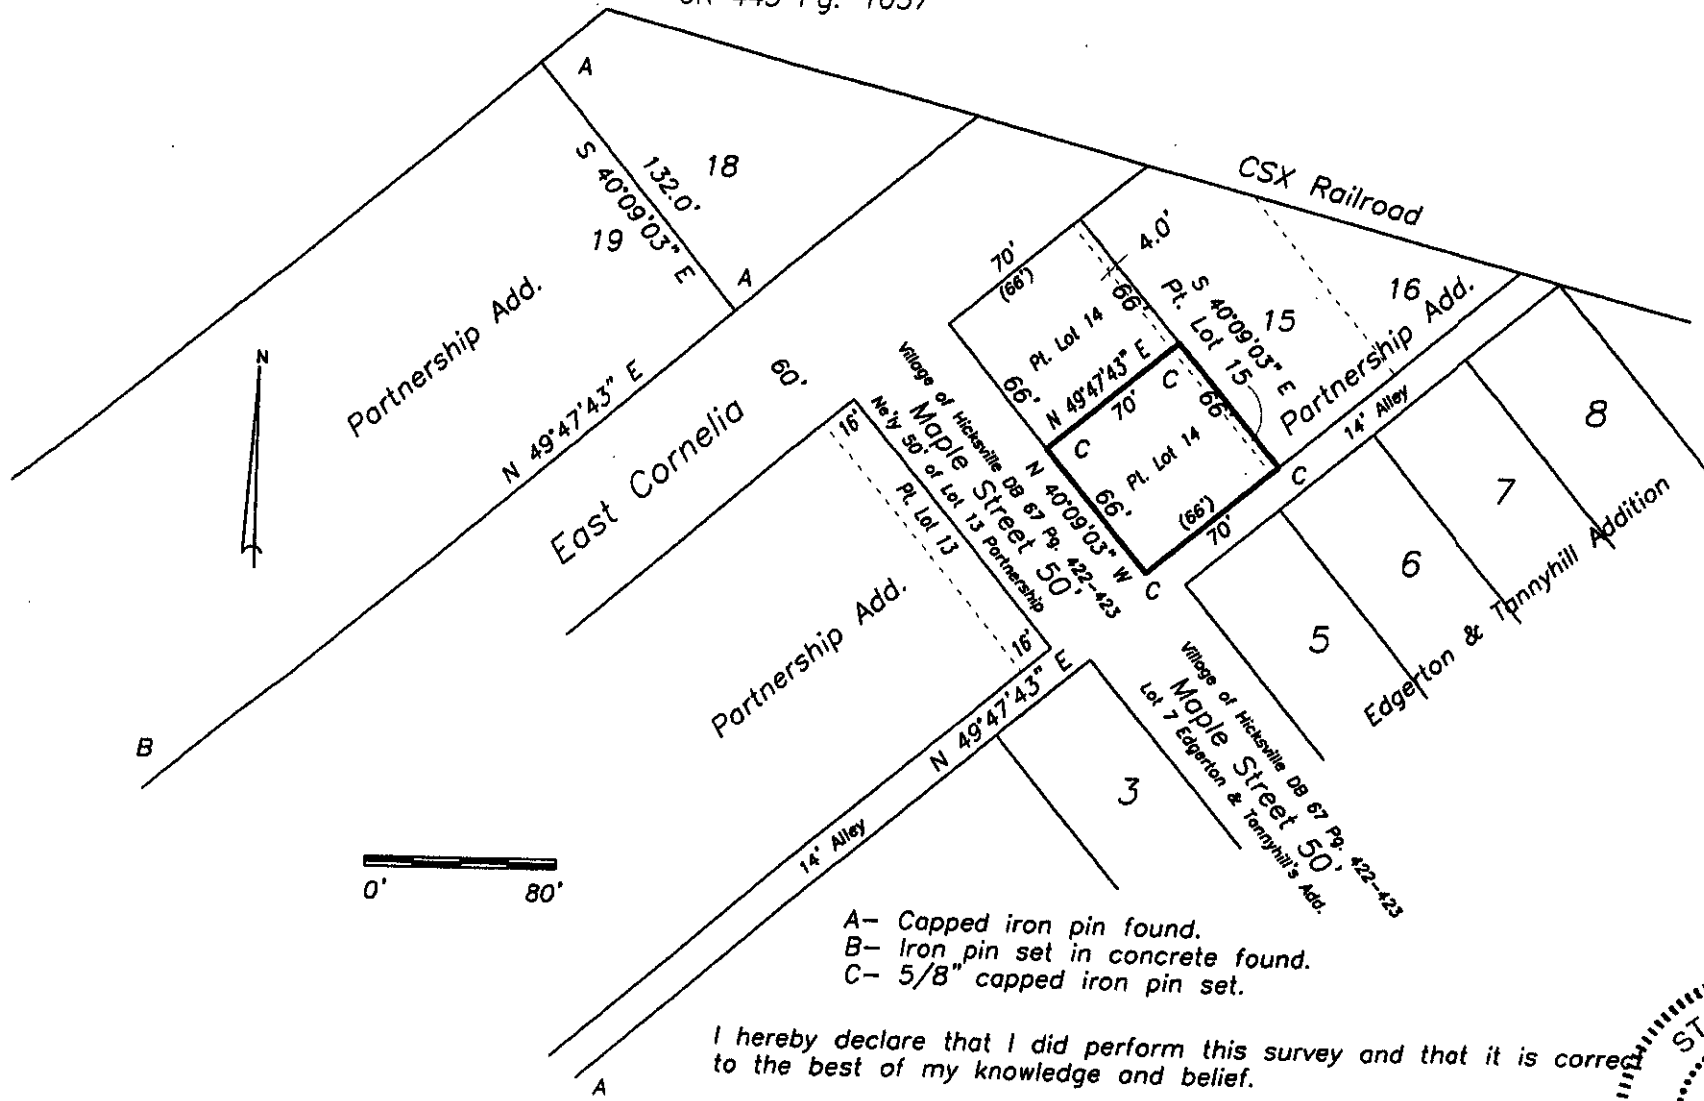 OR 445 Pg. 1037
A
18
132.0'
S 40°09'03" E
19
A
Partnership Add.
N
N 49°47'43" E
60'
East Cornelia
B
CSX Railroad
70'
(66')
4.0'
66'
Pt. Lot 14
S 40°09'03" E
Pt. Lot 15
15
16
Partnership Add.
66'
N 49°47'43" E
70'
C
C
66'
Pt. Lot 14
66'
(66')
70'
C
C
N 40°09'03" W
14' Alley
8
7
6
5
Edgerton & Tannyhill Addition
Village of Hicksville DB 67 Pg. 422-423
Maple Street 50'
Ne'ly 50' of Lot 13 Partnership
16'
Pt. Lot 13
16'
Partnership Add.
N 49°47'43" E
Village of Hicksville DB 67 Pg. 422-423
Maple Street 50'
Lot 7 Edgerton & Tannyhill's Add.
3
14' Alley
A
0' 80'
A- Capped iron pin found.
B- Iron pin set in concrete found.
C- 5/8" capped iron pin set.
I hereby declare that I did perform this survey and that it is correct
to the best of my knowledge and belief.
ST